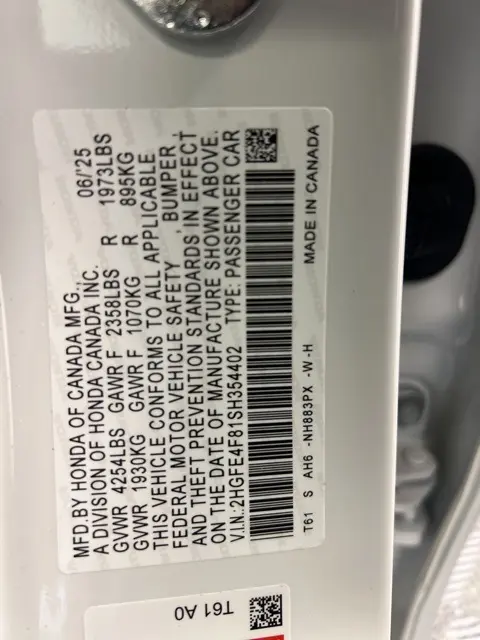 MFD.BY HONDA OF CANADA MFG.,
A DIVISION OF HONDA CANADA INC. 06/'25
GVWR 4254LBS GAWR F 2358LBS R 1973LBS
GVWR 1930KG GAWR F 1070KG R 895KG
THIS VEHICLE CONFORMS TO ALL APPLICABLE
FEDERAL MOTOR VEHICLE SAFETY , BUMPER ,
AND THEFT PREVENTION STANDARDS IN EFFECT
ON THE DATE OF MANUFACTURE SHOWN ABOVE.
V.I.N.:2HGFE4F81SH354402 TYPE: PASSENGER CAR
T61 S AH6 -NH883PX -W -H MADE IN CANADA
T61 A0